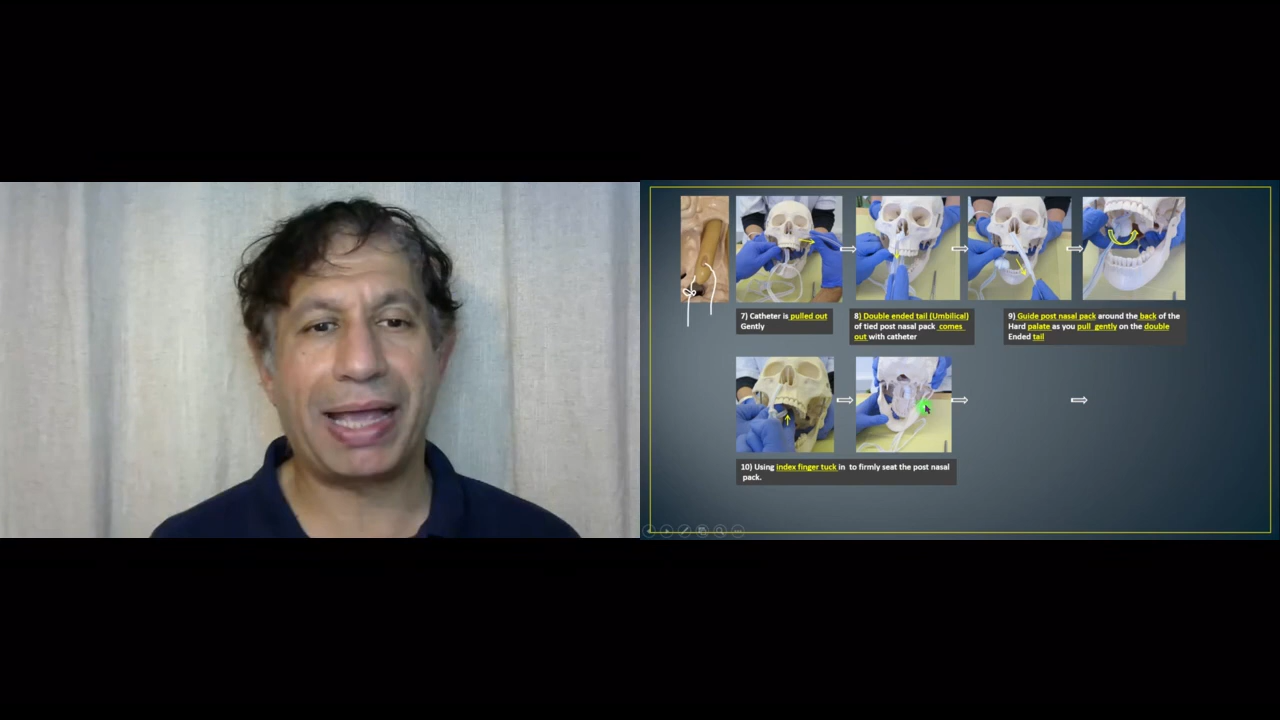 7) Catheter is pulled out
Gently
8) Double ended tail (Umbilical)
of tied post nasal pack comes
out with catheter
9) Guide post nasal pack around the back of the
Hard palate as you pull gently on the double
Ended tail
10) Using index finger tuck in to firmly seat the post nasal
pack.